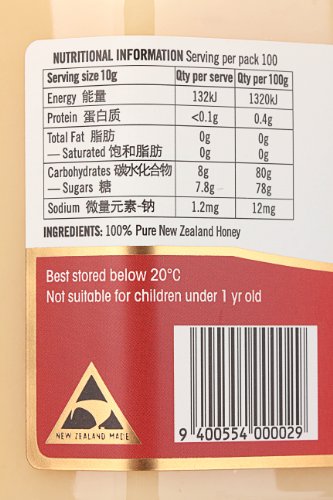 NUTRITIONAL INFORMATION Serving per pack 100
Serving size 10g Qty per serve Qty per 100g
Energy 能量 132kJ 1320kJ
Protein 蛋白质 <0.1g 0.4g
Total Fat 脂肪 0g 0g
— Saturated 饱和脂肪 0g 0g
Carbohydrates 碳水化合物 8g 80g
— Sugars 糖 7.8g 78g
Sodium 微量元素-钠 1.2mg 12mg
INGREDIENTS: 100% Pure New Zealand Honey
Best stored below 20°C
Not suitable for children under 1 yr old
NEW ZEALAND MADE
9 400554 000029